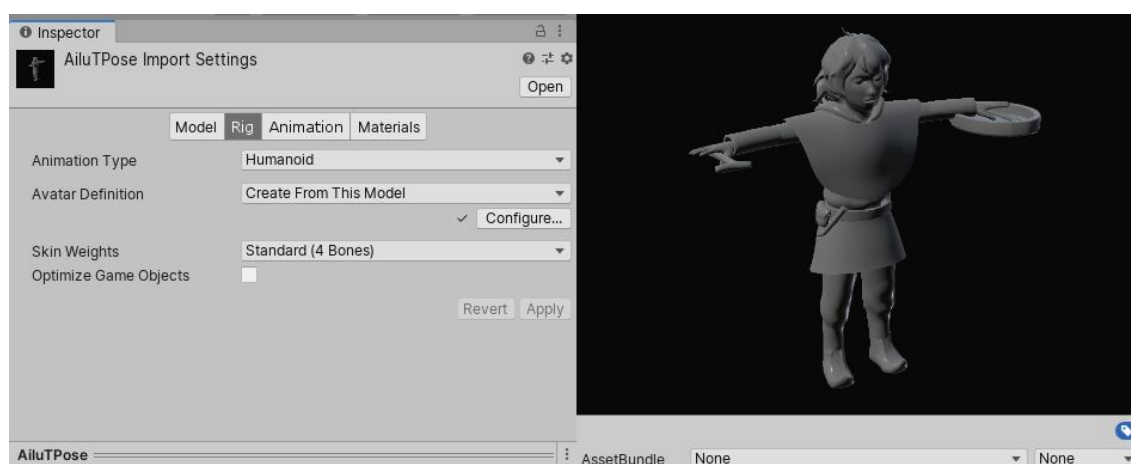 Inspector
AiluTPose Import Settings
Open
Model Rig Animation Materials
Animation Type Humanoid
Avatar Definition Create From This Model
Configure...
Skin Weights Standard (4 Bones)
Optimize Game Objects
Revert Apply
AiluTPose
AssetBundle None None